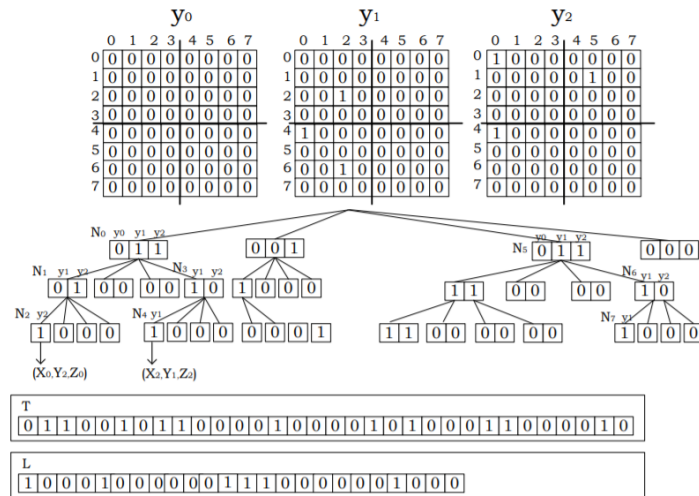 y0 y1 y2
0 1 2 3 4 5 6 7 0 1 2 3 4 5 6 7 0 1 2 3 4 5 6 7
0 0 0 0 0 0 0 0 0 0 0 0 0 0 0 0 0 0 0 1 0 0 0 0 0 0 0
1 0 0 0 0 0 0 0 0 1 0 0 0 0 0 0 0 0 1 0 0 0 0 0 1 0 0
2 0 0 0 0 0 0 0 0 2 0 0 1 0 0 0 0 0 2 0 0 0 0 0 0 0 0
3 0 0 0 0 0 0 0 0 3 0 0 0 0 0 0 0 0 3 0 0 0 0 0 0 0 0
4 0 0 0 0 0 0 0 0 4 1 0 0 0 0 0 0 0 4 1 0 0 0 0 0 0 0
5 0 0 0 0 0 0 0 0 5 0 0 0 0 0 0 0 0 5 0 0 0 0 0 0 0 0
6 0 0 0 0 0 0 0 0 6 0 0 1 0 0 0 0 0 6 0 0 0 0 0 0 0 0
7 0 0 0 0 0 0 0 0 7 0 0 0 0 0 0 0 0 7 0 0 0 0 0 0 0 0
N0 y0 y1 y2 y0 y1 y2
0 1 1 0 0 1 N5 0 1 1 0 0 0
N1 y1 y2 N3 y1 y2 N6 y1 y2
0 1 0 0 0 0 1 0 1 0 0 0 1 1 0 0 0 0 1 0
N2 y2 N4 y1 N7 y1
1 0 0 0 1 0 0 0 0 0 0 1 1 1 0 0 0 0 0 0 1 0 0 0
(X0,Y2,Z0) (X2,Y1,Z2)
T
0 1 1 0 0 1 0 1 1 0 0 0 0 1 0 0 0 0 1 0 1 0 0 0 1 1 0 0 0 0 1 0
L
1 0 0 0 1 0 0 0 0 0 0 1 1 1 0 0 0 0 0 0 1 0 0 0